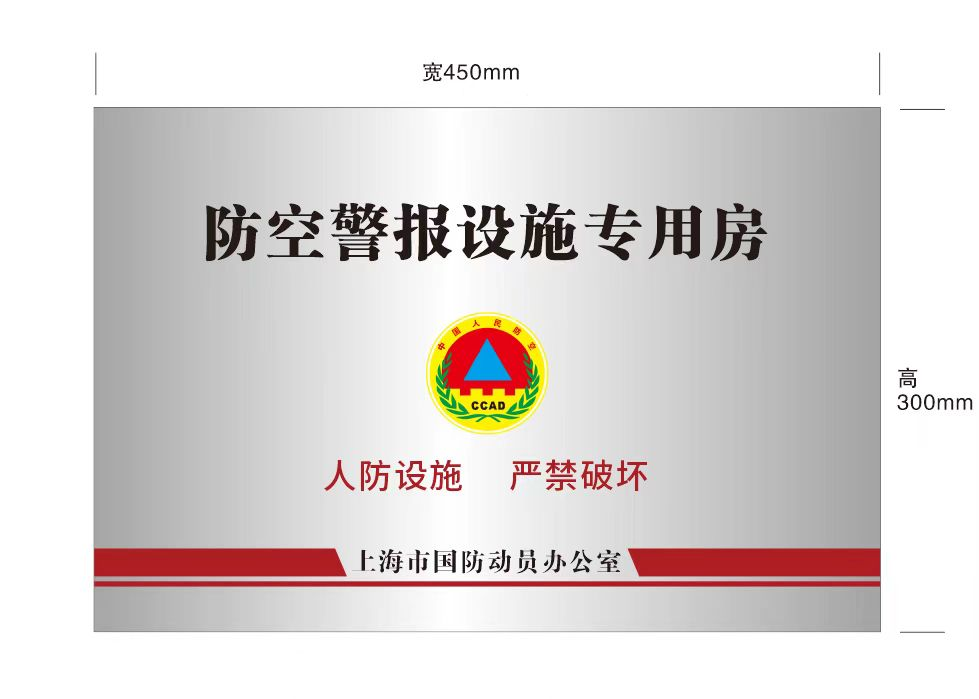 宽450mm
防空警报设施专用房
中国人民防空
CCAD
高
300mm
人防设施 严禁破坏
上海市国防动员办公室